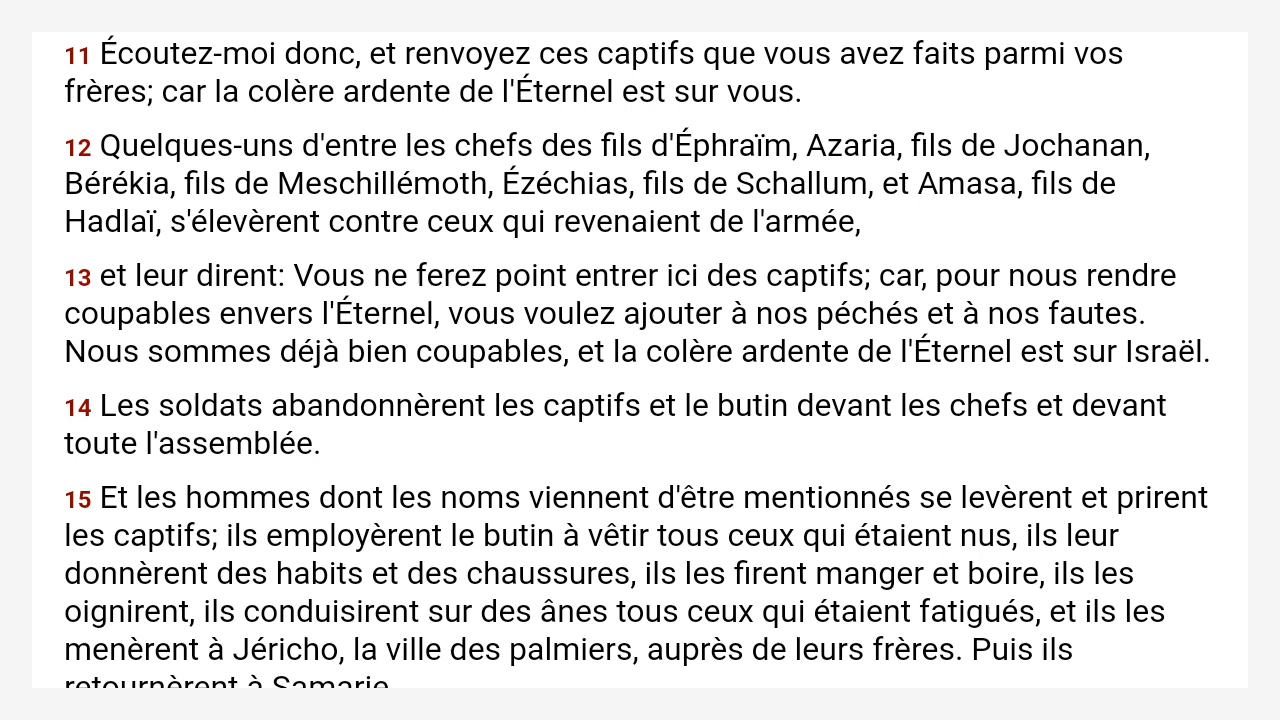 11 Écoutez-moi donc, et renvoyez ces captifs que vous avez faits parmi vos
frères; car la colère ardente de l'Éternel est sur vous.
12 Quelques-uns d'entre les chefs des fils d'Éphraïm, Azaria, fils de Jochanan,
Bérékia, fils de Meschillémoth, Ézéchias, fils de Schallum, et Amasa, fils de
Hadlaï, s'élevèrent contre ceux qui revenaient de l'armée,
13 et leur dirent: Vous ne ferez point entrer ici des captifs; car, pour nous rendre
coupables envers l'Éternel, vous voulez ajouter à nos péchés et à nos fautes.
Nous sommes déjà bien coupables, et la colère ardente de l'Éternel est sur Israël.
14 Les soldats abandonnèrent les captifs et le butin devant les chefs et devant
toute l'assemblée.
15 Et les hommes dont les noms viennent d'être mentionnés se levèrent et prirent
les captifs; ils employèrent le butin à vêtir tous ceux qui étaient nus, ils leur
donnèrent des habits et des chaussures, ils les firent manger et boire, ils les
oignirent, ils conduisirent sur des ânes tous ceux qui étaient fatigués, et ils les
menèrent à Jéricho, la ville des palmiers, auprès de leurs frères. Puis ils
retournèrent à Samarie.